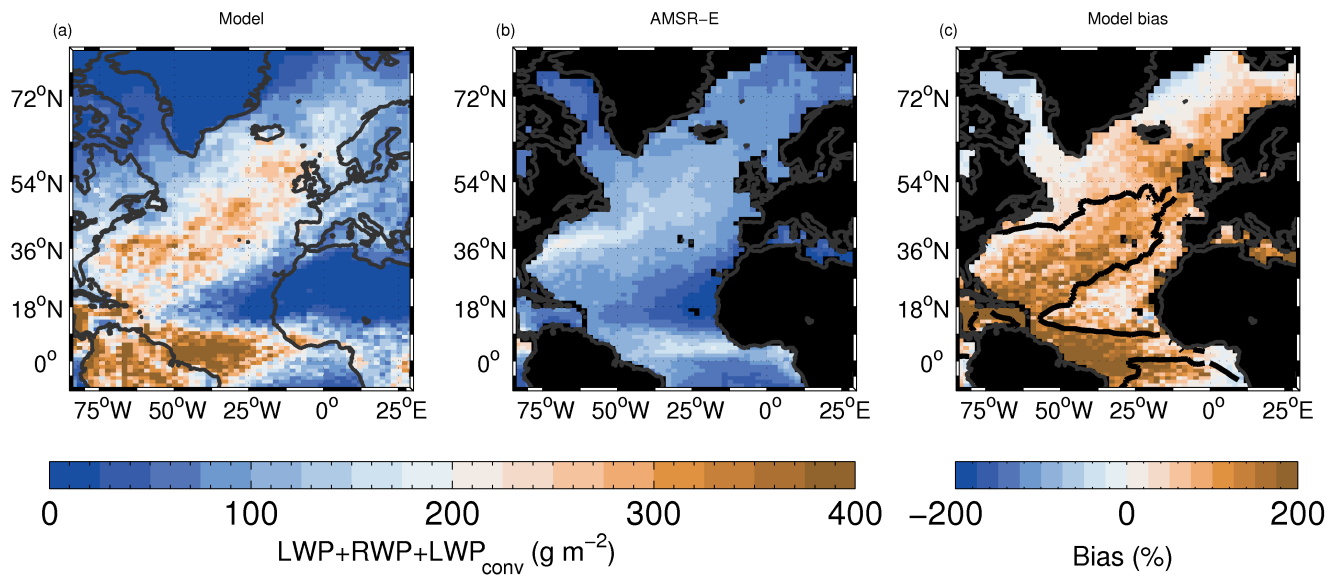 Model
AMSR−E
Model bias
(a)
(b)
(c)
72°N
54°N
36°N
18°N
0°
75°W
50°W
25°W
0°
25°E
72°N
54°N
36°N
18°N
0°
75°W
50°W
25°W
0°
25°E
72°N
54°N
36°N
18°N
0°
75°W
50°W
25°W
0°
25°E
0 100 200 300 400
LWP+RWP+LWP_conv (g m⁻²)
−200 0 200
Bias (%)